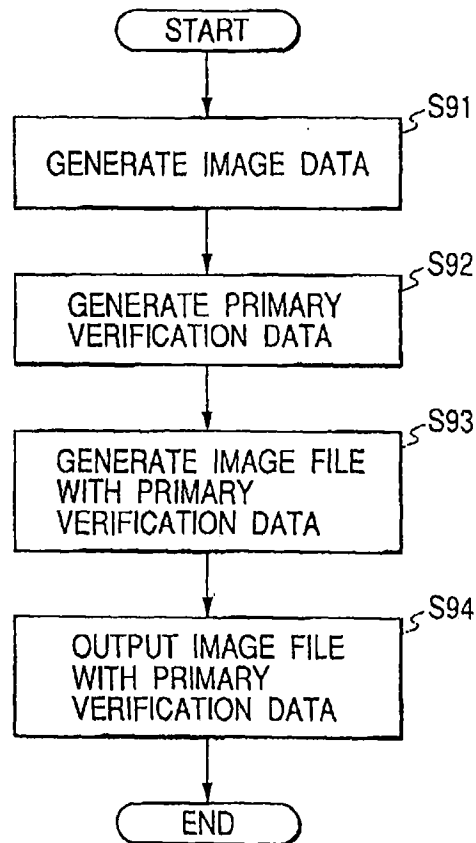 START
S91
GENERATE IMAGE DATA
S92
GENERATE PRIMARY
VERIFICATION DATA
S93
GENERATE IMAGE FILE
WITH PRIMARY
VERIFICATION DATA
S94
OUTPUT IMAGE FILE
WITH PRIMARY
VERIFICATION DATA
END